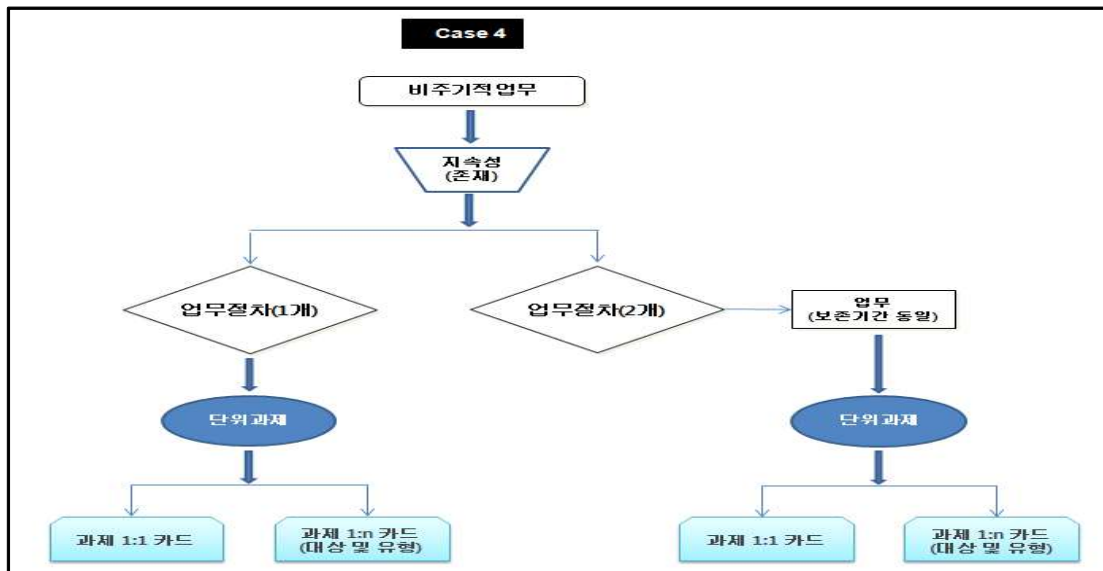 Case 4
비주기적업무
지속성
(존재)
업무절차(1개)
업무절차(2개)
업무
(보존기간 동일)
단위과제
단위과제
과제 1:1 카드
과제 1:n 카드
(대상 및 유형)
과제 1:1 카드
과제 1:n 카드
(대상 및 유형)